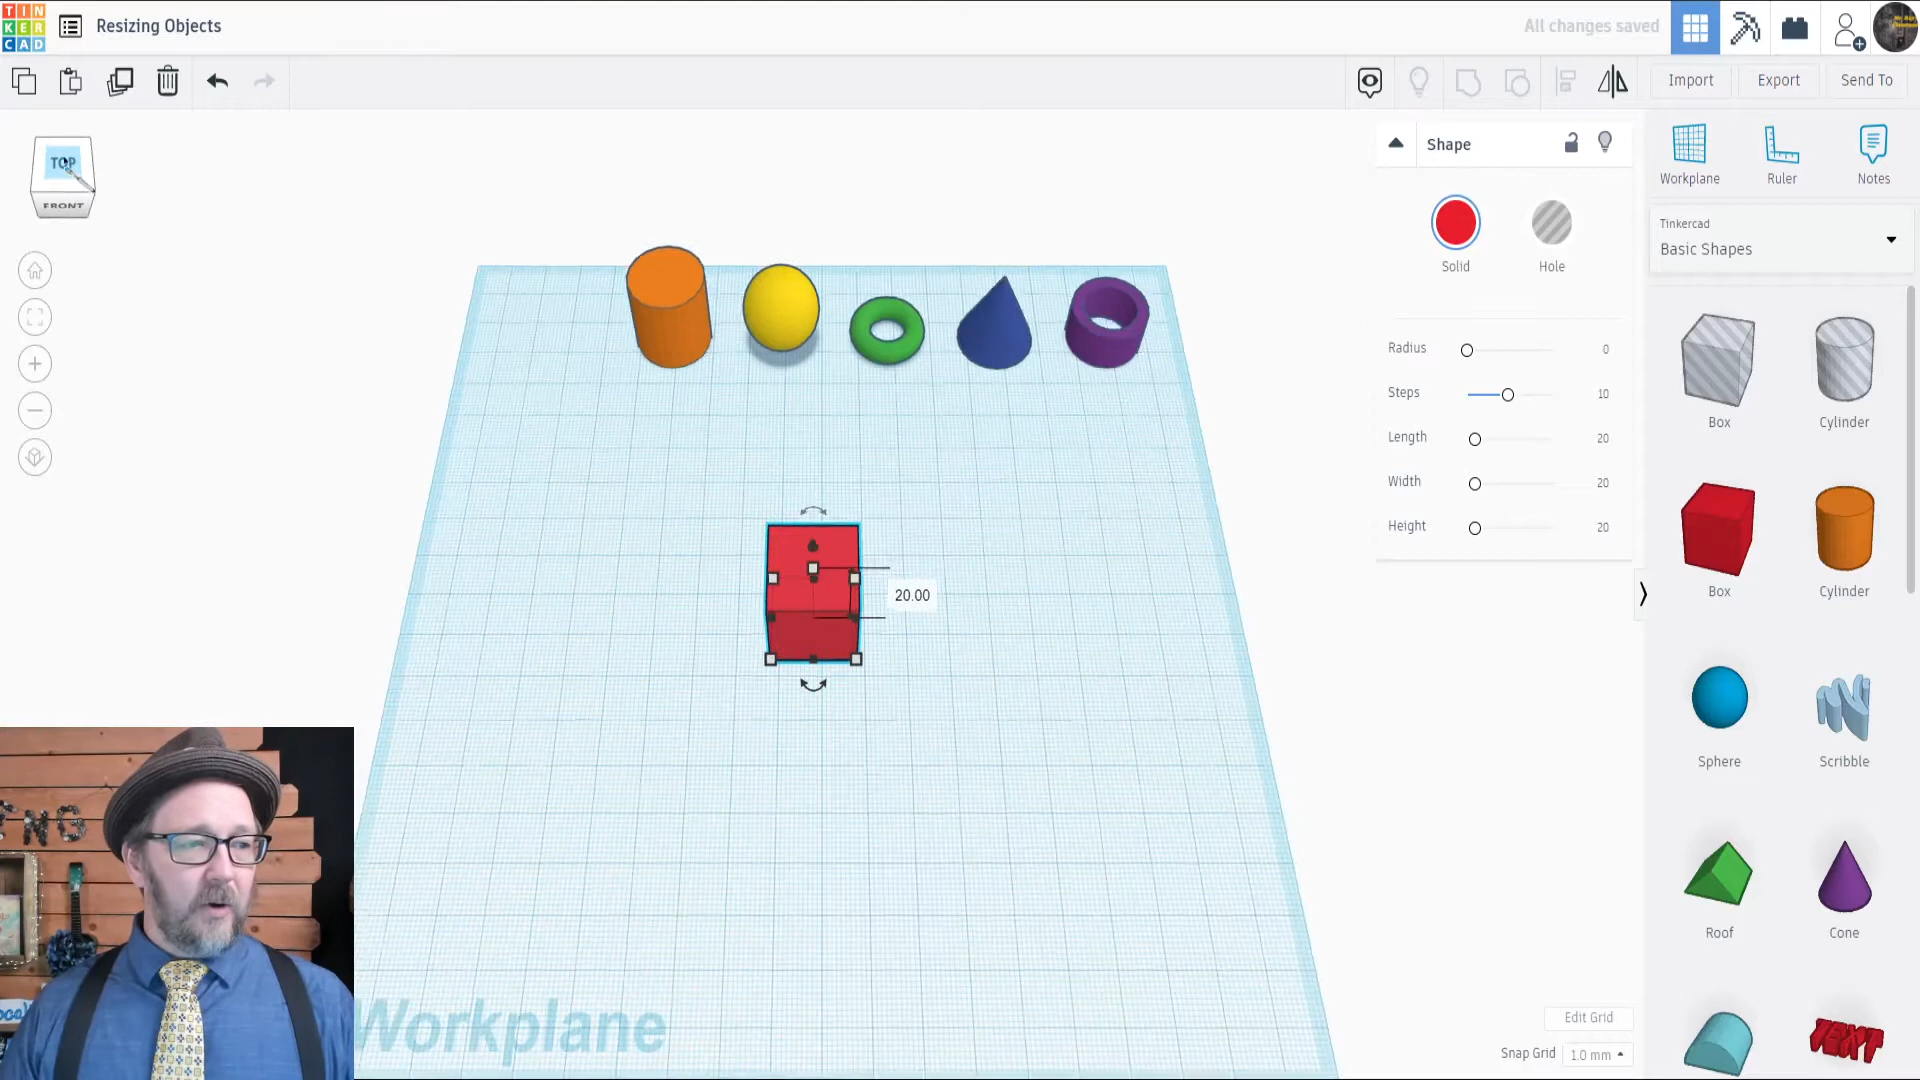 TIN
KER
CAD
Resizing Objects
All changes saved
Import
Export
Send To
TOP
FRONT
Shape
Workplane
Ruler
Notes
Solid
Hole
Tinkercad
Basic Shapes
Radius 0
Steps 10
Length 20
Width 20
Height 20
Box
Cylinder
Box
Cylinder
20.00
Sphere
Scribble
Roof
Cone
TEXT
Workplane
Edit Grid
Snap Grid 1.0 mm